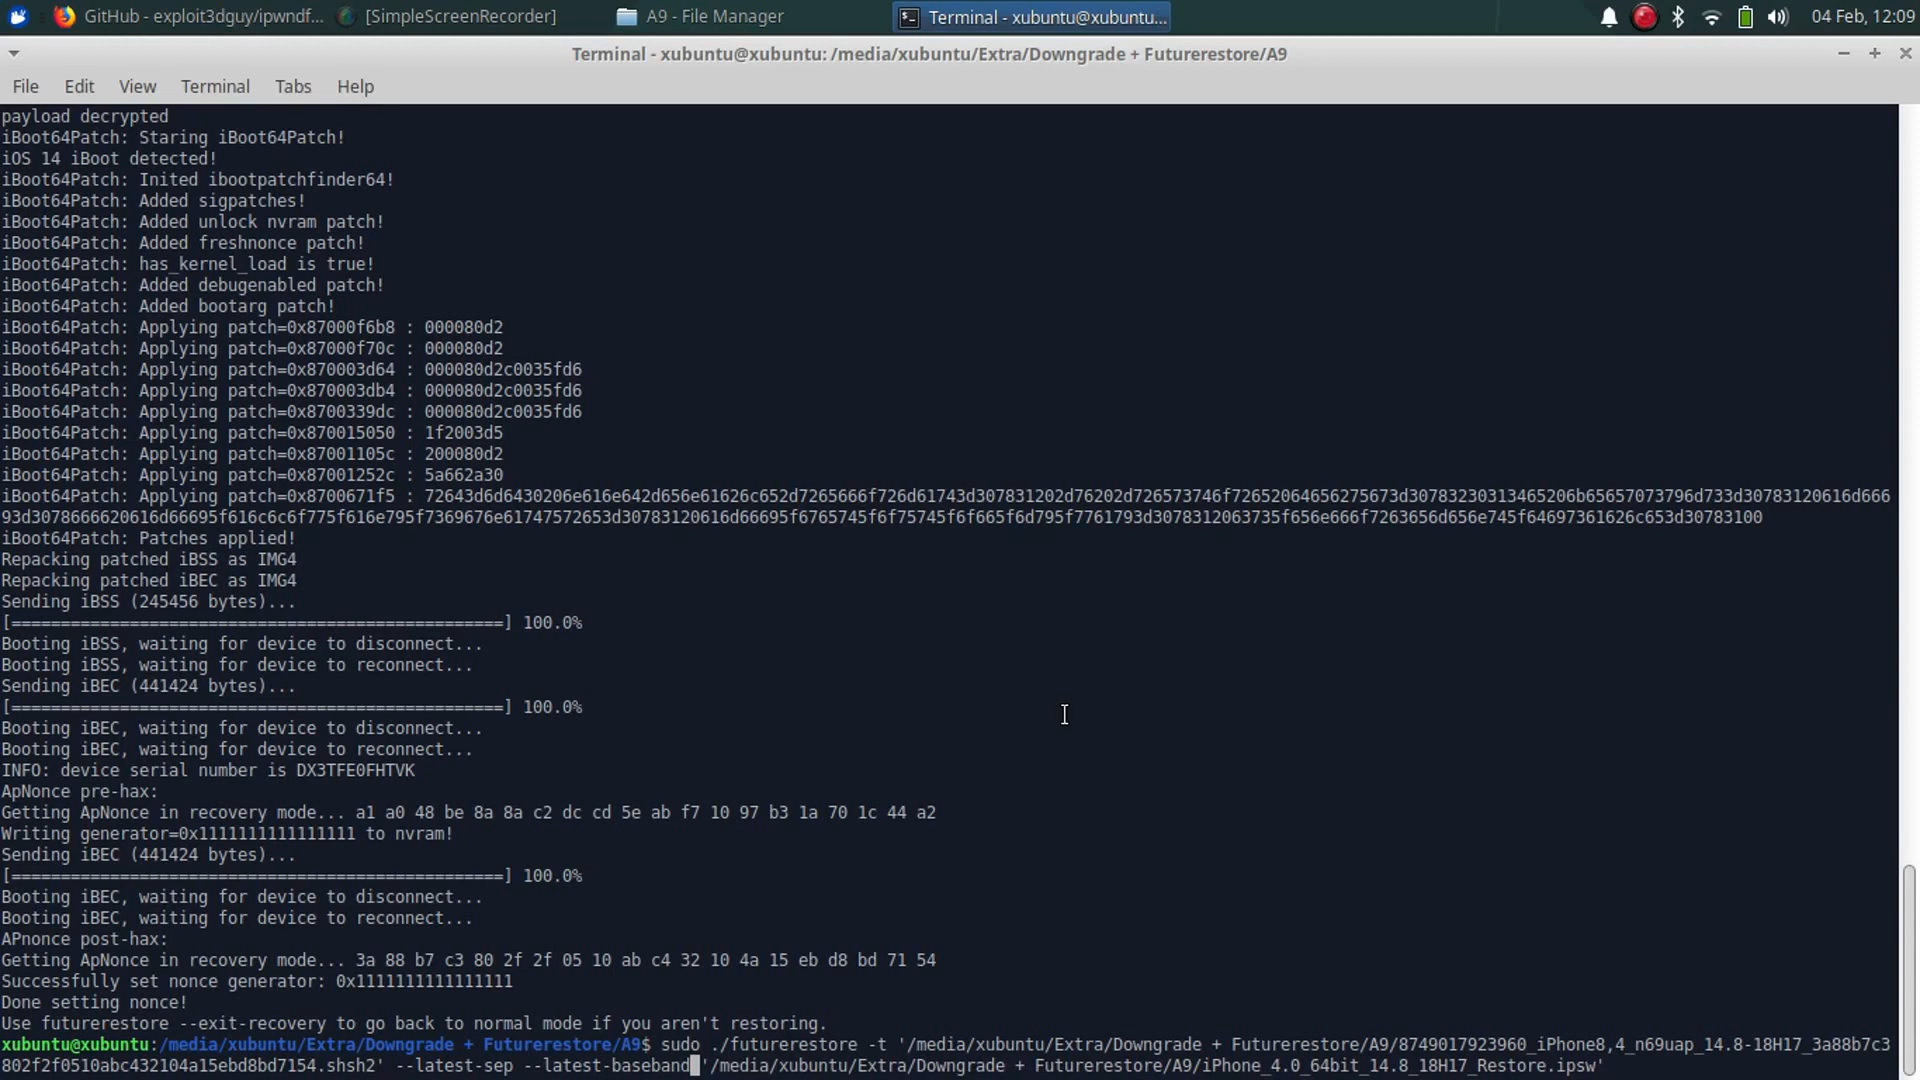 GitHub - exploit3dguy/ipwndf... [SimpleScreenRecorder] A9 - File Manager Terminal - xubuntu@xubuntu... 04 Feb, 12:09
Terminal - xubuntu@xubuntu: /media/xubuntu/Extra/Downgrade + Futurerestore/A9
File Edit View Terminal Tabs Help
payload decrypted
iBoot64Patch: Staring iBoot64Patch!
iOS 14 iBoot detected!
iBoot64Patch: Inited ibootpatchfinder64!
iBoot64Patch: Added sigpatches!
iBoot64Patch: Added unlock nvram patch!
iBoot64Patch: Added freshnonce patch!
iBoot64Patch: has_kernel_load is true!
iBoot64Patch: Added debugenabled patch!
iBoot64Patch: Added bootarg patch!
iBoot64Patch: Applying patch=0x87000f6b8 : 000080d2
iBoot64Patch: Applying patch=0x87000f70c : 000080d2
iBoot64Patch: Applying patch=0x870003d64 : 000080d2c0035fd6
iBoot64Patch: Applying patch=0x870003db4 : 000080d2c0035fd6
iBoot64Patch: Applying patch=0x8700339dc : 000080d2c0035fd6
iBoot64Patch: Applying patch=0x870015050 : 1f2003d5
iBoot64Patch: Applying patch=0x87001105c : 200080d2
iBoot64Patch: Applying patch=0x87001252c : 5a662a30
iBoot64Patch: Applying patch=0x8700671f5 : 72643d6d6430206e616e642d656e61626c652d7265666f726d61743d307831202d76202d726573746f72652064656275673d30783230313465206b65657073796d733d30783120616d666
93d3078666620616d66695f616c6c6f775f616e795f7369676e61747572653d30783120616d66695f6765745f6f75745f6f665f6d795f7761793d3078312063735f656e666f7263656d656e745f64697361626c653d30783100
iBoot64Patch: Patches applied!
Repacking patched iBSS as IMG4
Repacking patched iBEC as IMG4
Sending iBSS (245456 bytes)...
[==================================================] 100.0%
Booting iBSS, waiting for device to disconnect...
Booting iBSS, waiting for device to reconnect...
Sending iBEC (441424 bytes)...
[==================================================] 100.0%
Booting iBEC, waiting for device to disconnect...
Booting iBEC, waiting for device to reconnect...
INFO: device serial number is DX3TFE0FHTVK
ApNonce pre-hax:
Getting ApNonce in recovery mode... a1 a0 48 be 8a 8a c2 dc cd 5e ab f7 10 97 b3 1a 70 1c 44 a2
Writing generator=0x1111111111111111 to nvram!
Sending iBEC (441424 bytes)...
[==================================================] 100.0%
Booting iBEC, waiting for device to disconnect...
Booting iBEC, waiting for device to reconnect...
APnonce post-hax:
Getting ApNonce in recovery mode... 3a 88 b7 c3 80 2f 2f 05 10 ab c4 32 10 4a 15 eb d8 bd 71 54
Successfully set nonce generator: 0x1111111111111111
Done setting nonce!
Use futurerestore --exit-recovery to go back to normal mode if you aren't restoring.
xubuntu@xubuntu:/media/xubuntu/Extra/Downgrade + Futurerestore/A9$ sudo ./futurerestore -t '/media/xubuntu/Extra/Downgrade + Futurerestore/A9/8749017923960_iPhone8,4_n69uap_14.8-18H17_3a88b7c3
802f2f0510abc432104a15ebd8bd7154.shsh2' --latest-sep --latest-baseband '/media/xubuntu/Extra/Downgrade + Futurerestore/A9/iPhone_4.0_64bit_14.8_18H17_Restore.ipsw'